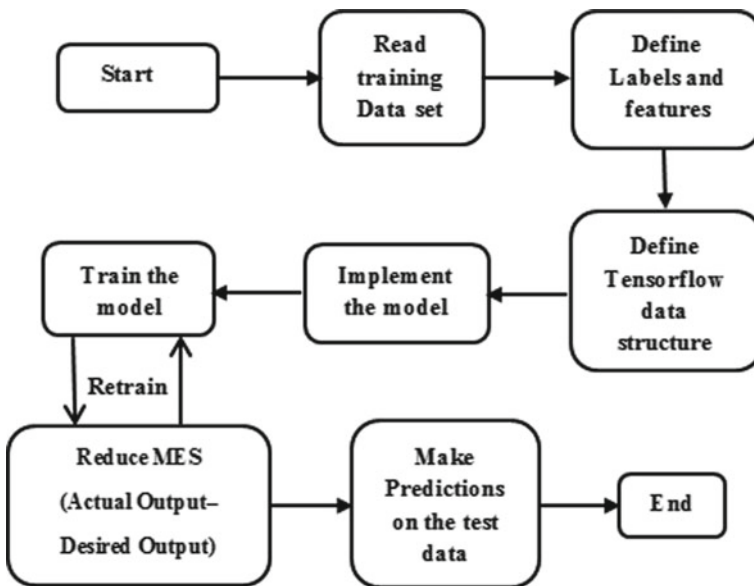 Start
Read
training
Data set
Define
Labels and
features
Define
Tensorflow
data
structure
Implement
the model
Train the
model
Retrain
Reduce MES
(Actual Output–
Desired Output)
Make
Predictions
on the test
data
End